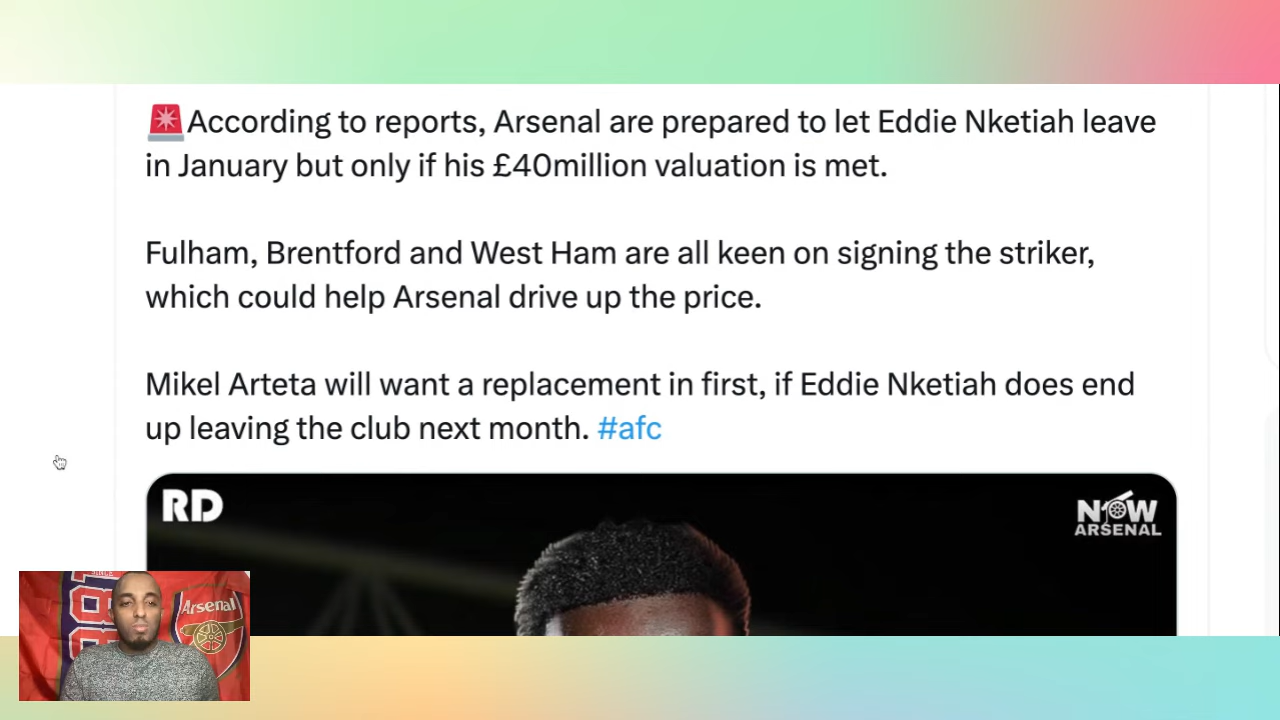 🚨According to reports, Arsenal are prepared to let Eddie Nketiah leave
in January but only if his £40million valuation is met.
Fulham, Brentford and West Ham are all keen on signing the striker,
which could help Arsenal drive up the price.
Mikel Arteta will want a replacement in first, if Eddie Nketiah does end
up leaving the club next month. #afc
RD
NOW
ARSENAL
Arsenal